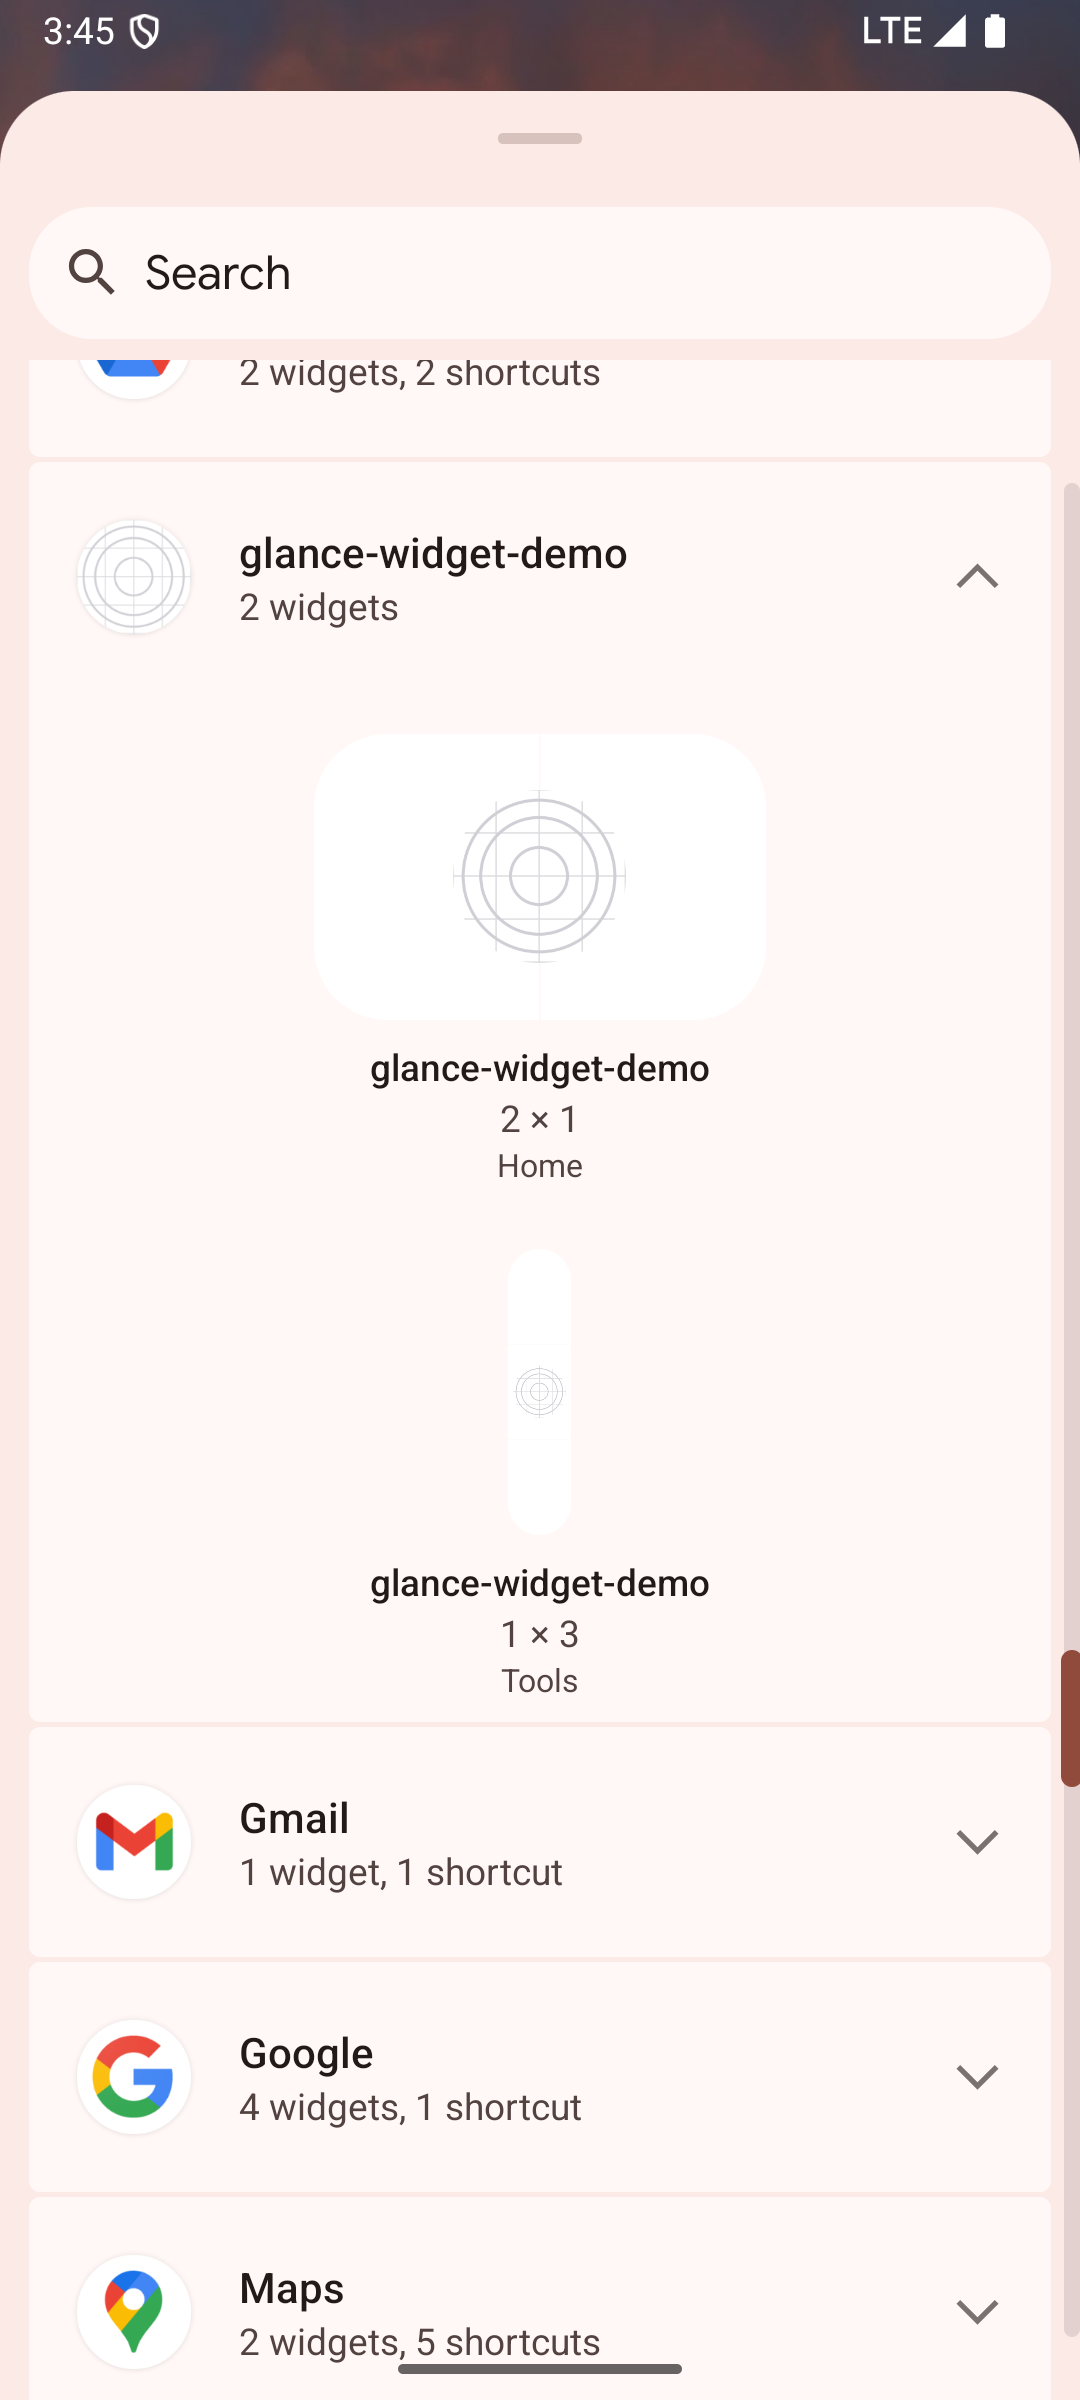 3:45
LTE
Search
2 widgets, 2 shortcuts
glance-widget-demo
2 widgets
glance-widget-demo
2 × 1
Home
glance-widget-demo
1 × 3
Tools
Gmail
1 widget, 1 shortcut
Google
4 widgets, 1 shortcut
Maps
2 widgets, 5 shortcuts